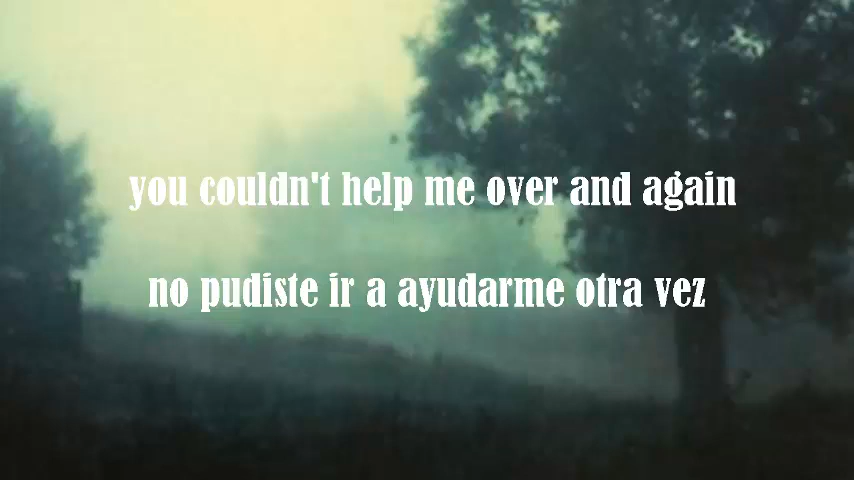 you couldn't help me over and again
no pudiste ir a ayudarme otra vez